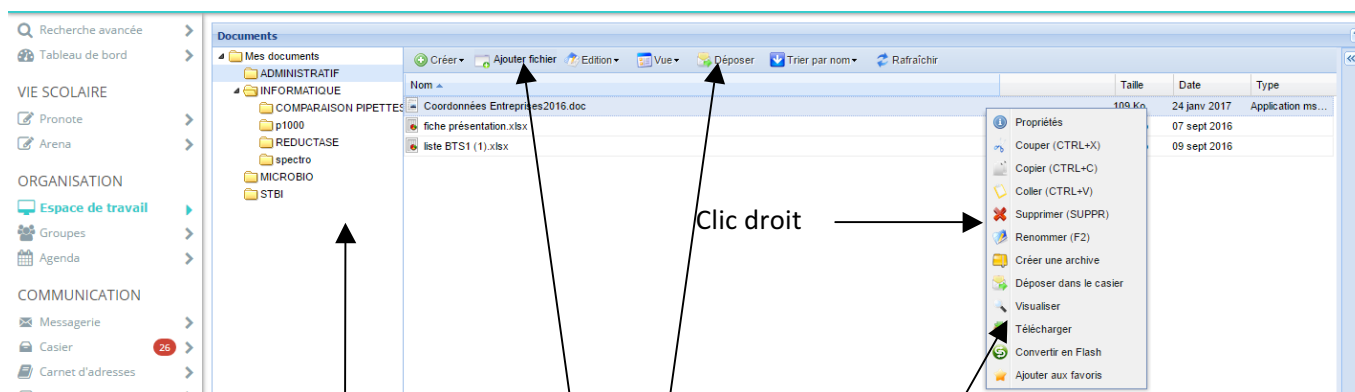 Recherche avancée
Tableau de bord
VIE SCOLAIRE
Pronote
Arena
ORGANISATION
Espace de travail
Groupes
Agenda
COMMUNICATION
Messagerie
Casier 26
Carnet d'adresses
Documents
Mes documents
ADMINISTRATIF
INFORMATIQUE
COMPARAISON PIPETTES
p1000
REDUCTASE
spectro
MICROBIO
STBI
Créer Ajouter fichier Edition Vue Déposer Trier par nom Rafraîchir
Nom Taille Date Type
Coordonnées Entreprises2016.doc 109 Ko 24 janv 2017 Application ms...
fiche présentation.xlsx 07 sept 2016
liste BTS1 (1).xlsx 09 sept 2016
Clic droit
Propriétés
Couper (CTRL+X)
Copier (CTRL+C)
Coller (CTRL+V)
Supprimer (SUPPR)
Renommer (F2)
Créer une archive
Déposer dans le casier
Visualiser
Télécharger
Convertir en Flash
Ajouter aux favoris